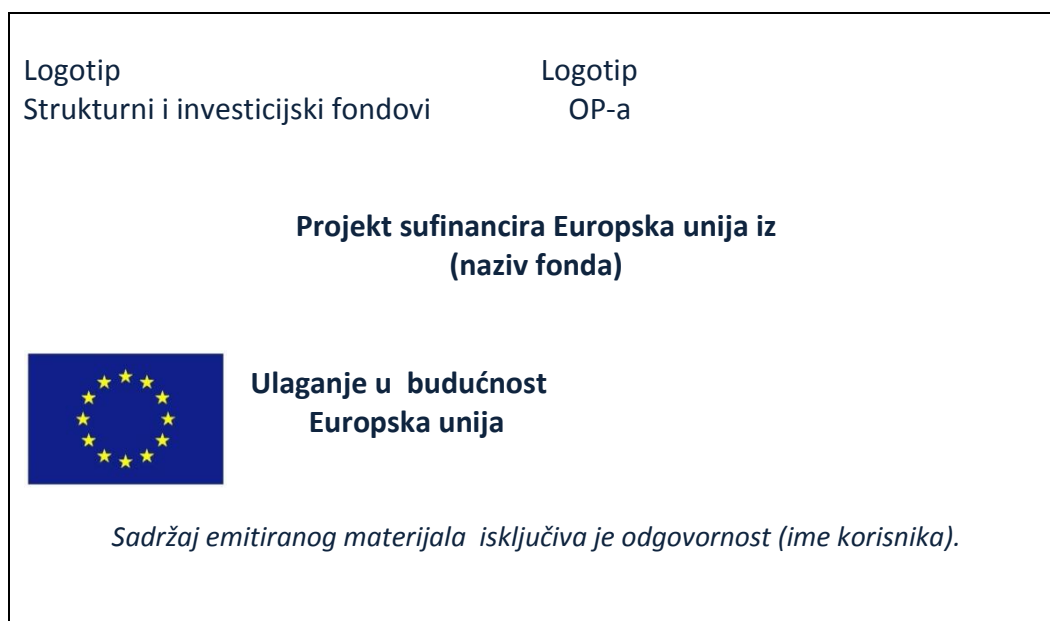 Logotip Logotip
Strukturni i investicijski fondovi OP-a
Projekt sufinancira Europska unija iz
(naziv fonda)
Ulaganje u budućnost
Europska unija
Sadržaj emitiranog materijala isključiva je odgovornost (ime korisnika).